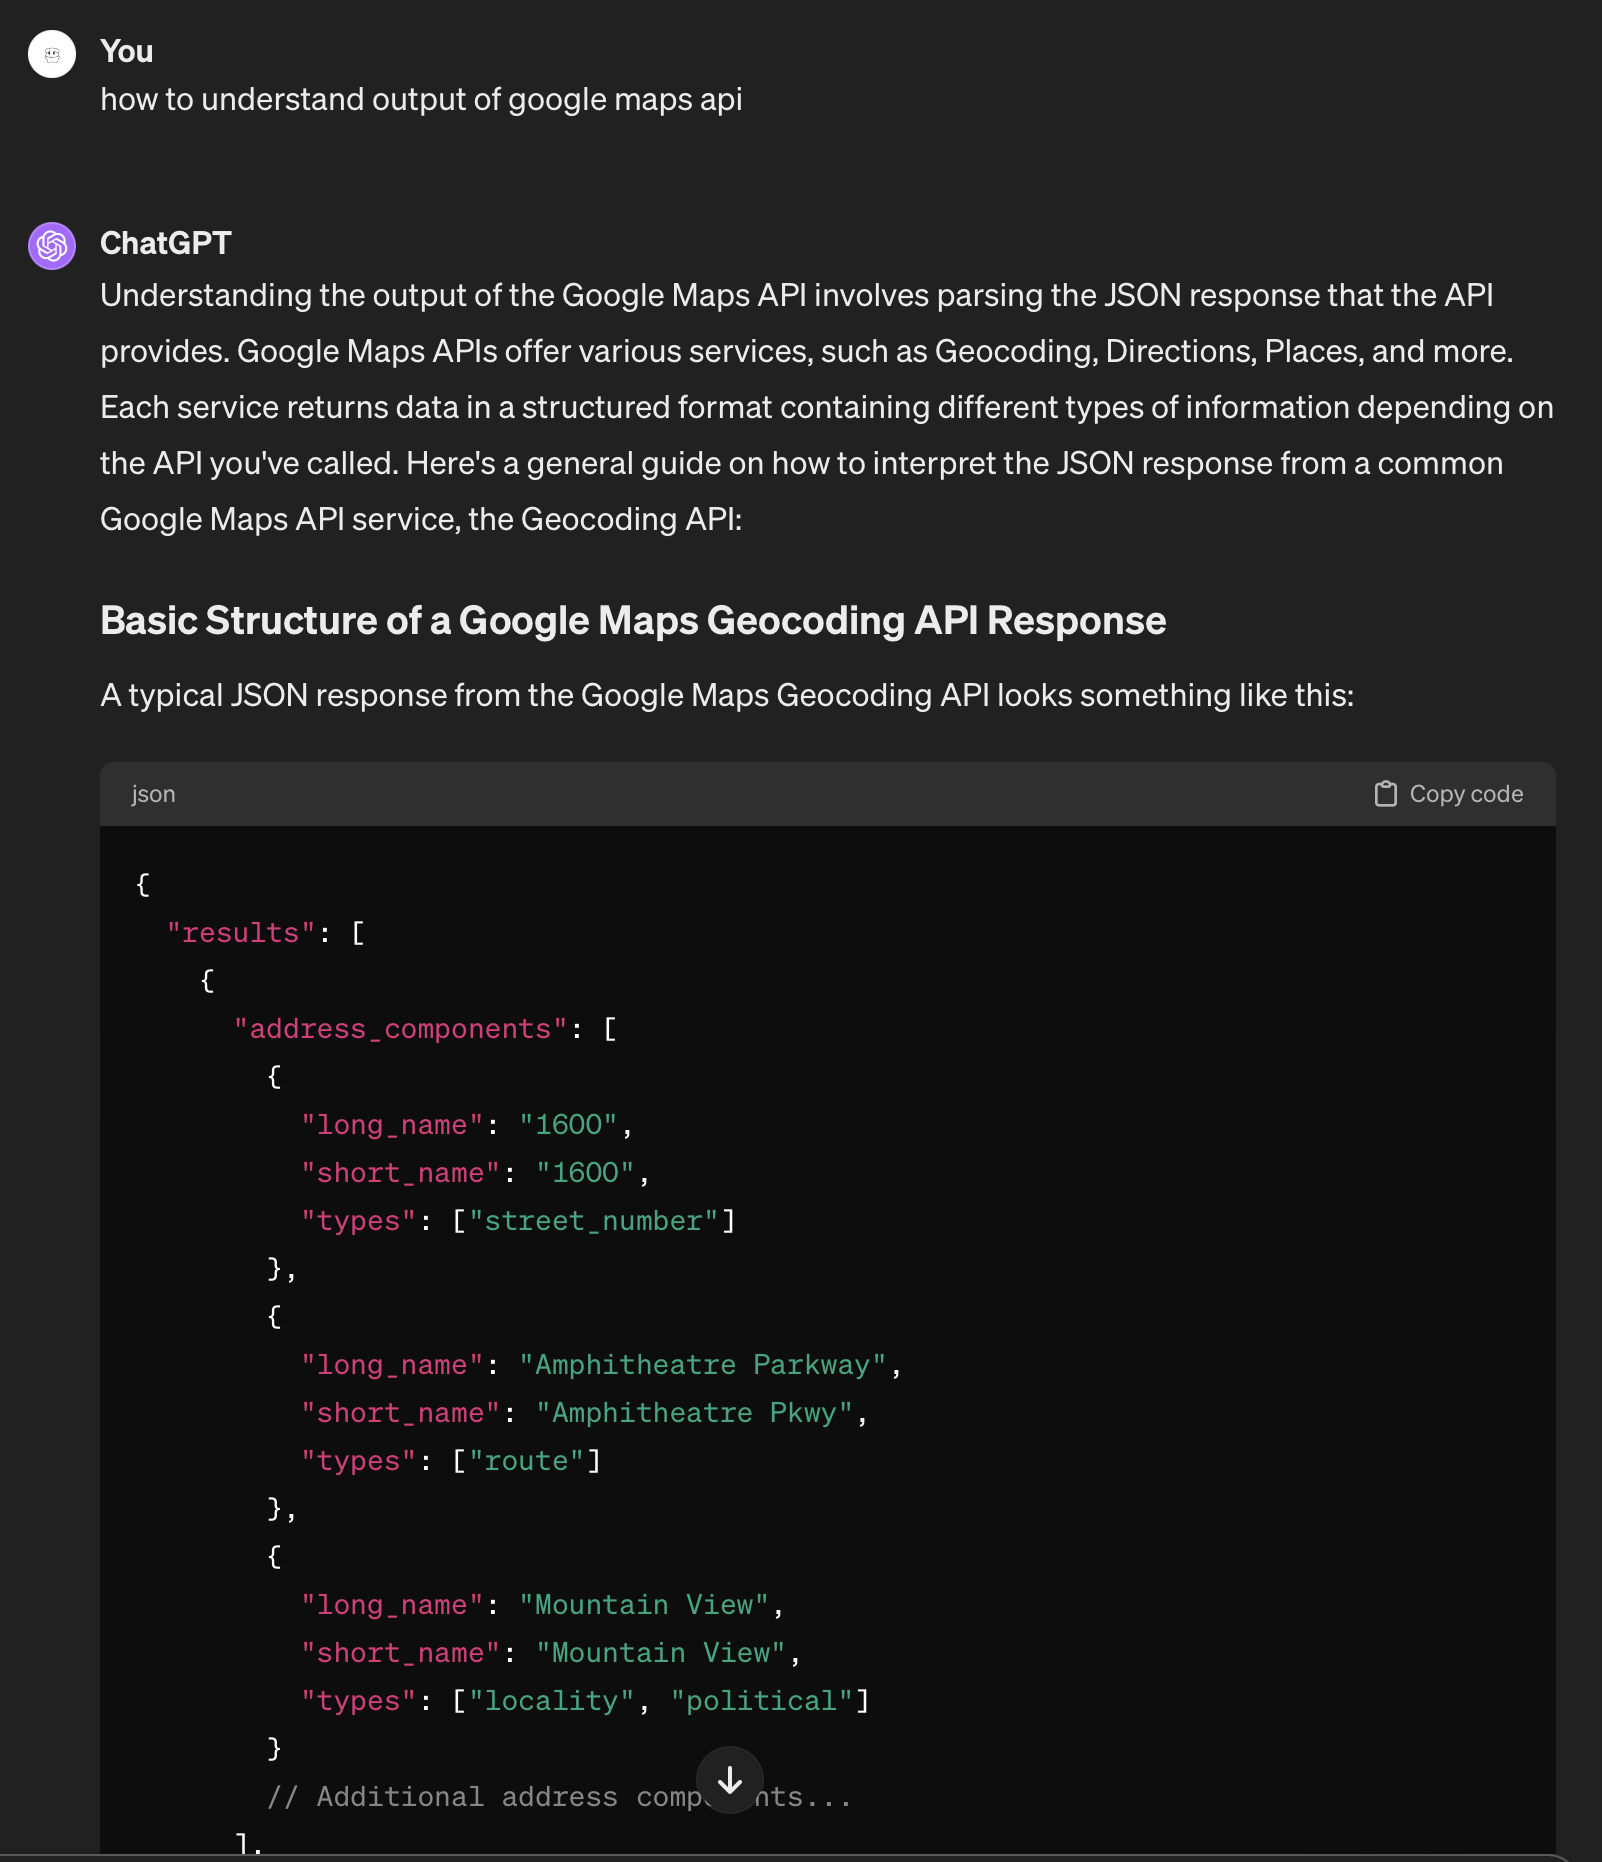 You
how to understand output of google maps api
ChatGPT
Understanding the output of the Google Maps API involves parsing the JSON response that the API
provides. Google Maps APIs offer various services, such as Geocoding, Directions, Places, and more.
Each service returns data in a structured format containing different types of information depending on
the API you've called. Here's a general guide on how to interpret the JSON response from a common
Google Maps API service, the Geocoding API:
Basic Structure of a Google Maps Geocoding API Response
A typical JSON response from the Google Maps Geocoding API looks something like this:
json Copy code
{
  "results": [
    {
      "address_components": [
        {
          "long_name": "1600",
          "short_name": "1600",
          "types": ["street_number"]
        },
        {
          "long_name": "Amphitheatre Parkway",
          "short_name": "Amphitheatre Pkwy",
          "types": ["route"]
        },
        {
          "long_name": "Mountain View",
          "short_name": "Mountain View",
          "types": ["locality", "political"]
        }
        // Additional address ...
      ],